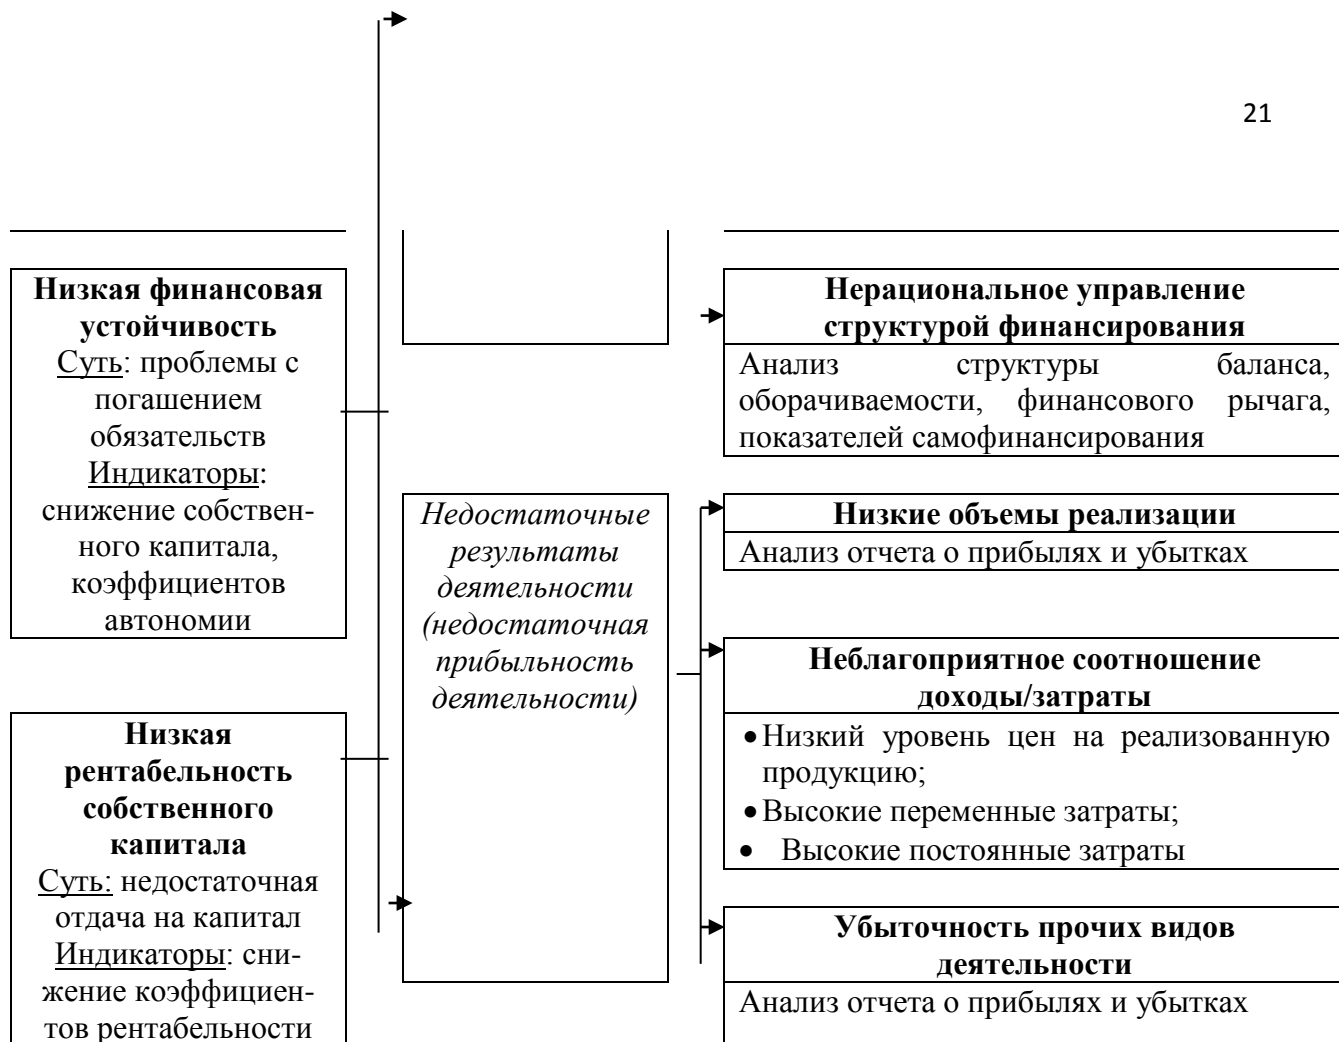 21
Низкая финансовая
устойчивость
Суть: проблемы с
погашением
обязательств
Индикаторы:
снижение собствен-
ного капитала,
коэффициентов
автономии
Низкая
рентабельность
собственного
капитала
Суть: недостаточная
отдача на капитал
Индикаторы: сни-
жение коэффициен-
тов рентабельности
Недостаточные
результаты
деятельности
(недостаточная
прибыльность
деятельности)
Нерациональное управление
структурой финансирования
Анализ структуры баланса,
оборачиваемости, финансового рычага,
показателей самофинансирования
Низкие объемы реализации
Анализ отчета о прибылях и убытках
Неблагоприятное соотношение
доходы/затраты
• Низкий уровень цен на реализованную
продукцию;
• Высокие переменные затраты;
• Высокие постоянные затраты
Убыточность прочих видов
деятельности
Анализ отчета о прибылях и убытках